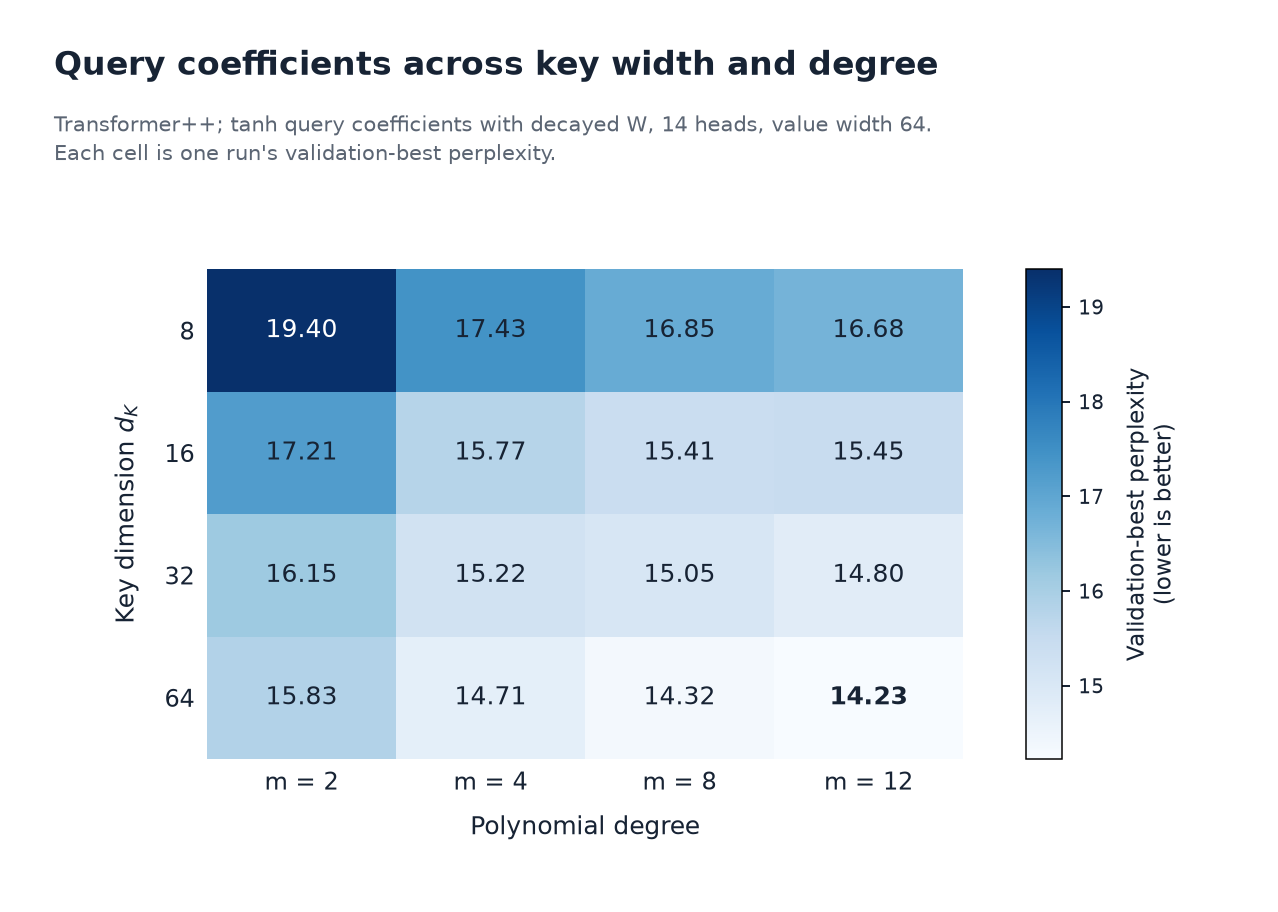 Query coefficients across key width and degree
Transformer++; tanh query coefficients with decayed W, 14 heads, value width 64.
Each cell is one run's validation-best perplexity.
Key dimension d_K
8
19.40
17.43
16.85
16.68
16
17.21
15.77
15.41
15.45
32
16.15
15.22
15.05
14.80
64
15.83
14.71
14.32
14.23
m = 2
m = 4
m = 8
m = 12
Polynomial degree
19
18
17
16
15
Validation-best perplexity
(lower is better)